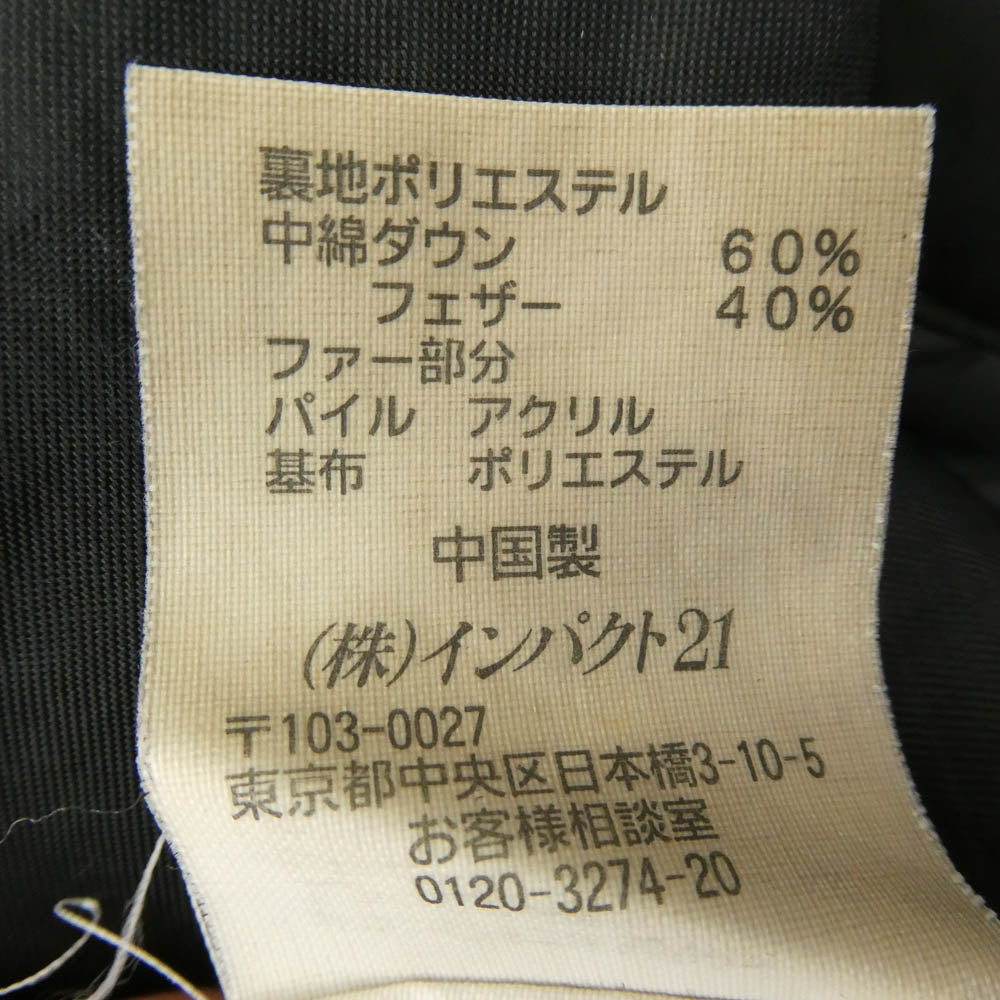 裏地ポリエステル
中綿ダウン　　　　60%
フェザー　　　40%
ファー部分
パイル　アクリル
基布　　ポリエステル
中国製
(株)インパクト21
〒103-0027
東京都中央区日本橋3-10-5
お客様相談室
0120-3274-20